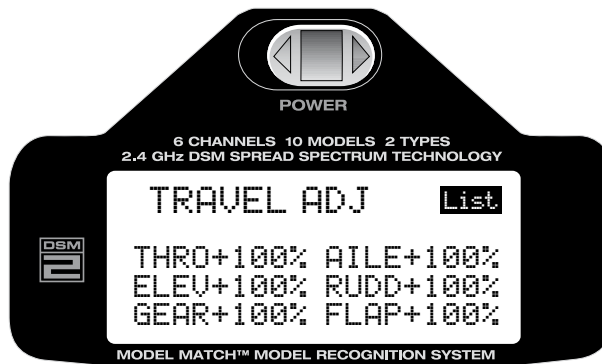 POWER
6 CHANNELS 10 MODELS 2 TYPES
2.4 GHz DSM SPREAD SPECTRUM TECHNOLOGY
TRAVEL ADJ List
DSM
2
THRO+100% AILE+100%
ELEV+100% RUDD+100%
GEAR+100% FLAP+100%
MODEL MATCH™ MODEL RECOGNITION SYSTEM